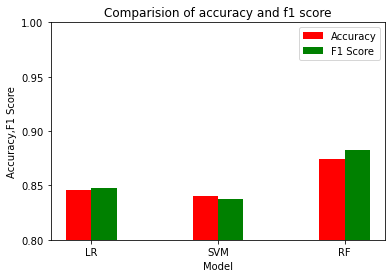 Comparision of accuracy and f1 score
Accuracy
F1 Score
Accuracy,F1 Score
1.00
0.95
0.90
0.85
0.80
LR
SVM
RF
Model